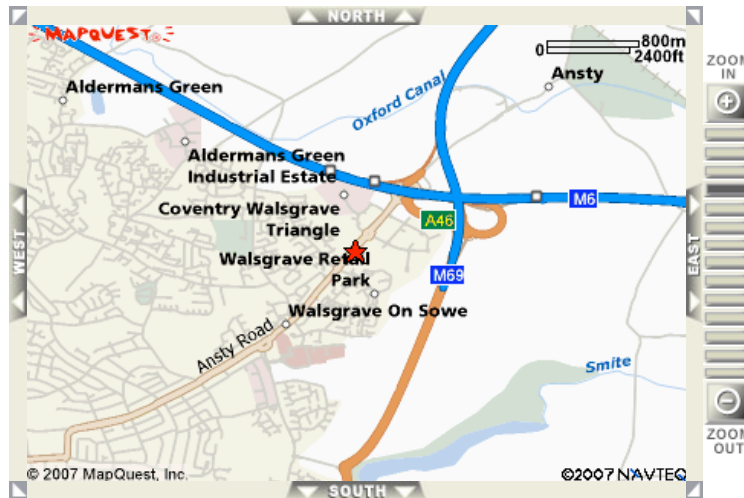 NORTH
MAPQUEST
800m
0
2400ft
ZOOM
IN
Ansty
Aldermans Green
Oxford Canal
Aldermans Green
Industrial Estate
M6
Coventry Walsgrave
Triangle
A46
WEST
EAST
Walsgrave Retail
Park
M69
Walsgrave On Sowe
Ansty Road
Smite
ZOOM
OUT
© 2007 MapQuest, Inc.
©2007 NAVTEQ
SOUTH